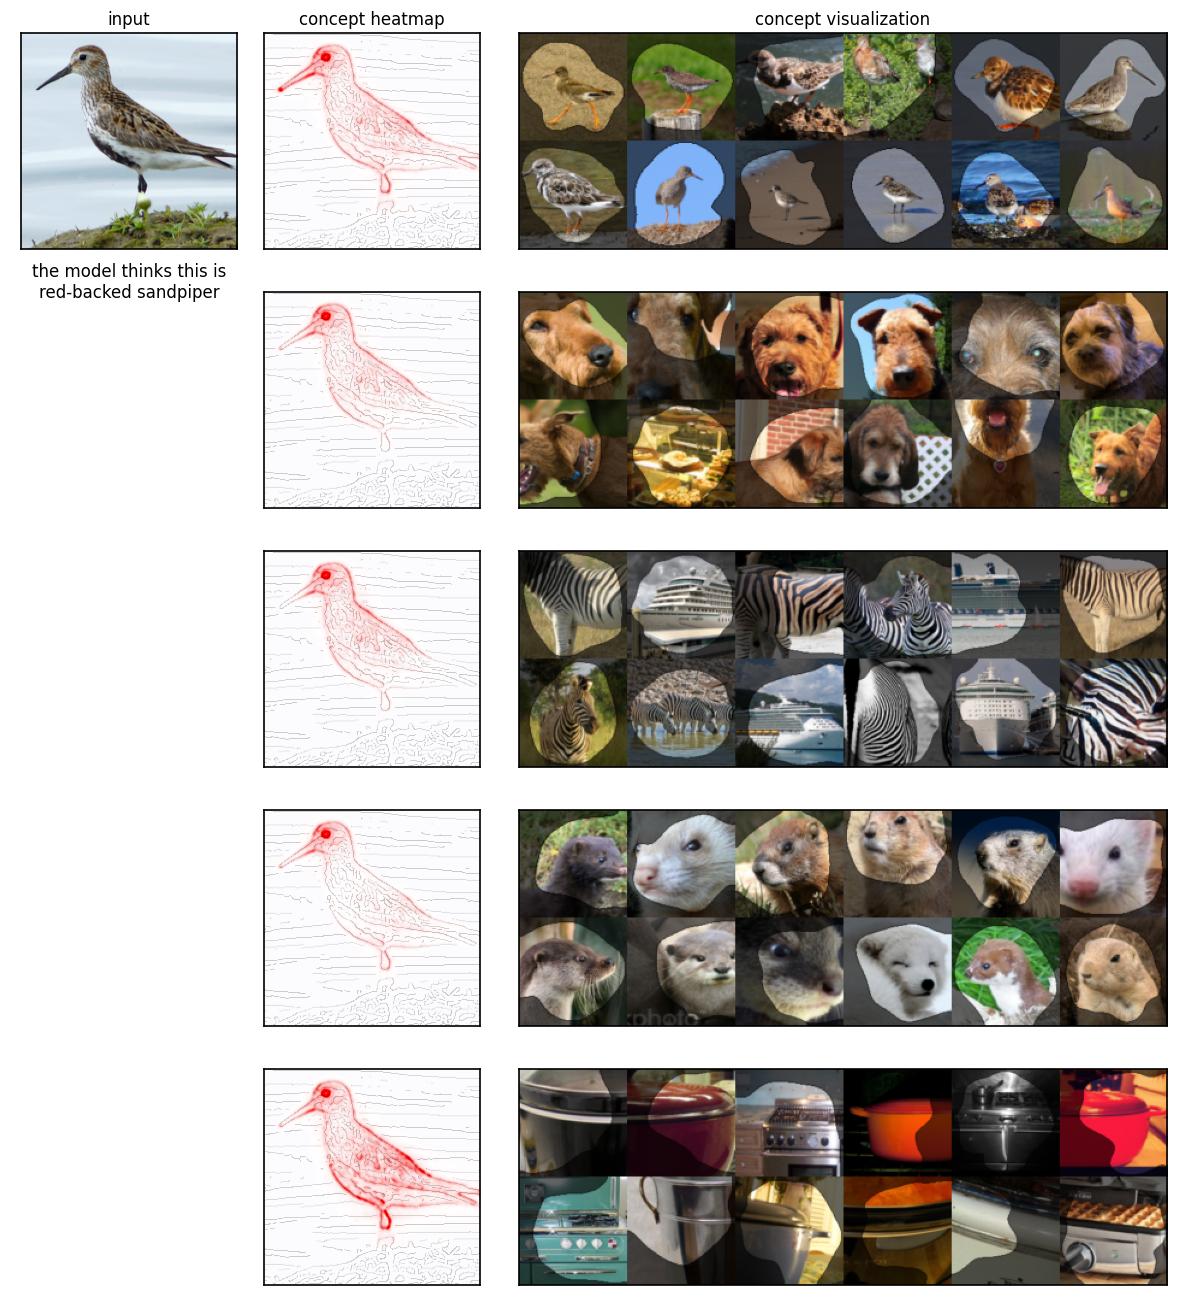 input
concept heatmap
concept visualization
the model thinks this is
red-backed sandpiper